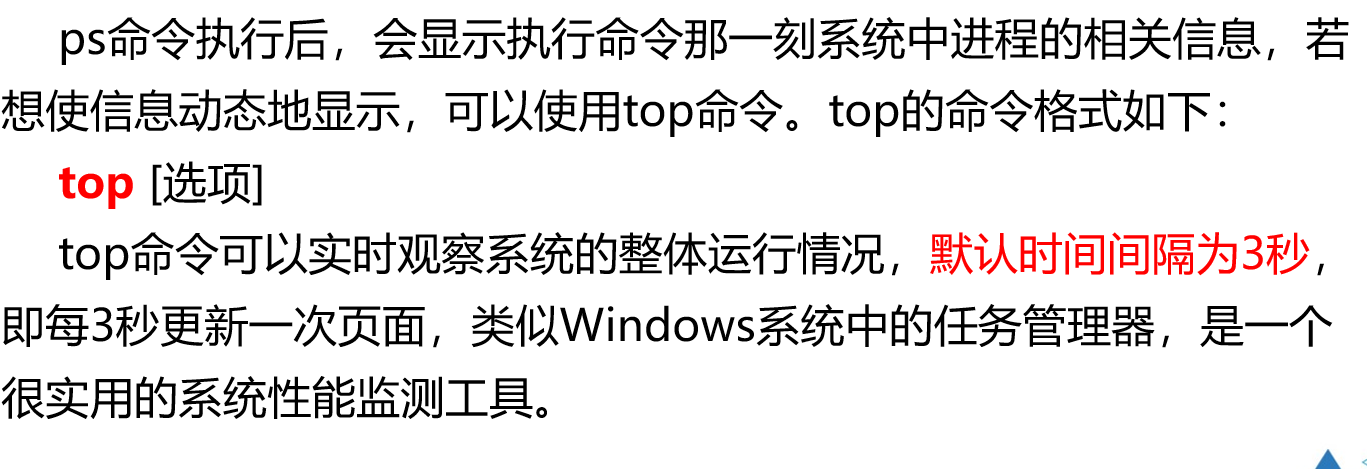 ps命令执行后，会显示执行命令那一刻系统中进程的相关信息，若
想使信息动态地显示，可以使用top命令。top的命令格式如下：
top [选项]
top命令可以实时观察系统的整体运行情况，默认时间间隔为3秒，
即每3秒更新一次页面，类似Windows系统中的任务管理器，是一个
很实用的系统性能监测工具。